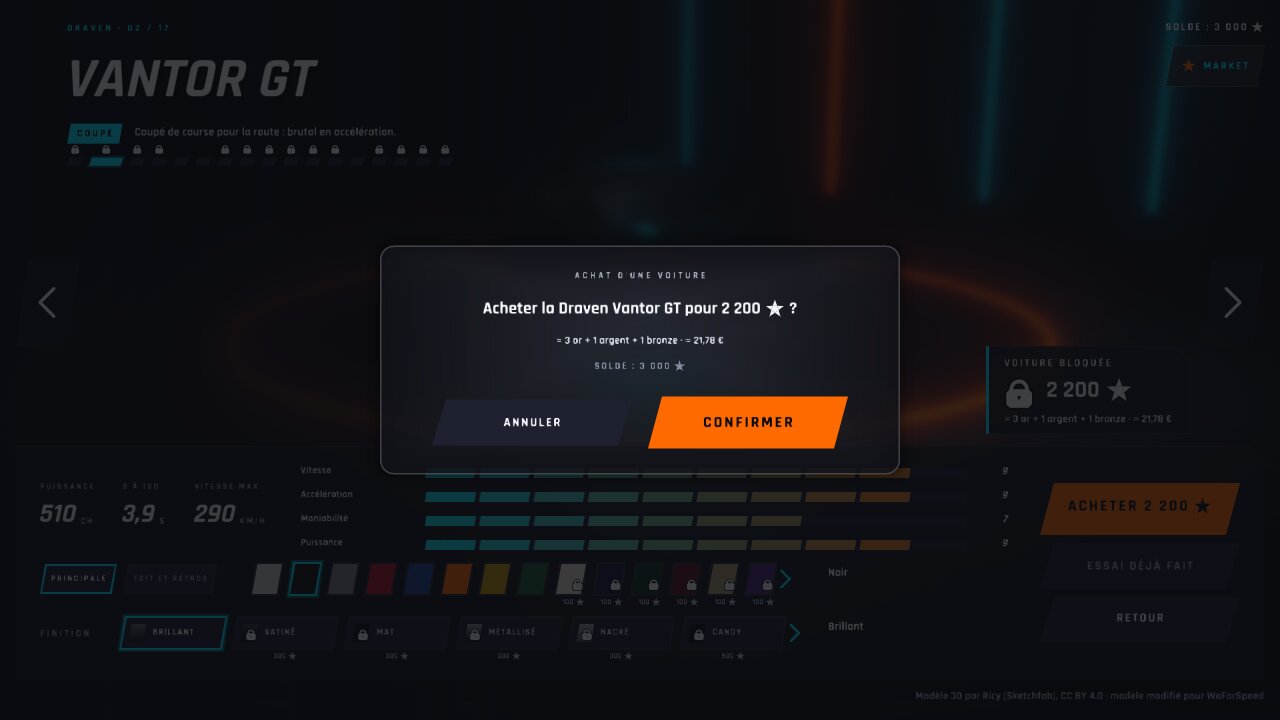 DRAVEN · 02 / 17
SOLDE : 3 000 ★
VANTOR GT
★ MARKET
COUPÉ Coupé de course pour la route : brutal en accélération.
ACHAT D'UNE VOITURE
Acheter la Draven Vantor GT pour 2 200 ★ ?
≈ 3 or + 1 argent + 1 bronze · ≈ 21,78 €
SOLDE : 3 000 ★
ANNULER
CONFIRMER
VOITURE BLOQUÉE
2 200 ★
≈ 3 or + 1 argent + 1 bronze · ≈ 21,78 €
PUISSANCE
510 CH
0 À 100
3,9 S
VITESSE MAX
290 KM/H
Vitesse 9
Accélération 9
Maniabilité 7
Puissance 9
ACHETER 2 200 ★
ESSAI DÉJÀ FAIT
RETOUR
PRINCIPALE
TOIT ET RÉTROS
100 ★ 100 ★ 100 ★ 100 ★ 100 ★ 100 ★
Noir
FINITION
BRILLANT
SATINÉ
MAT
MÉTALLISÉ
NACRÉ
CANDY
300 ★ 300 ★ 200 ★ 300 ★ 500 ★
Brillant
Modèle 3D par Ricy (Sketchfab), CC BY 4.0 · modèle modifié pour WaForSpeed